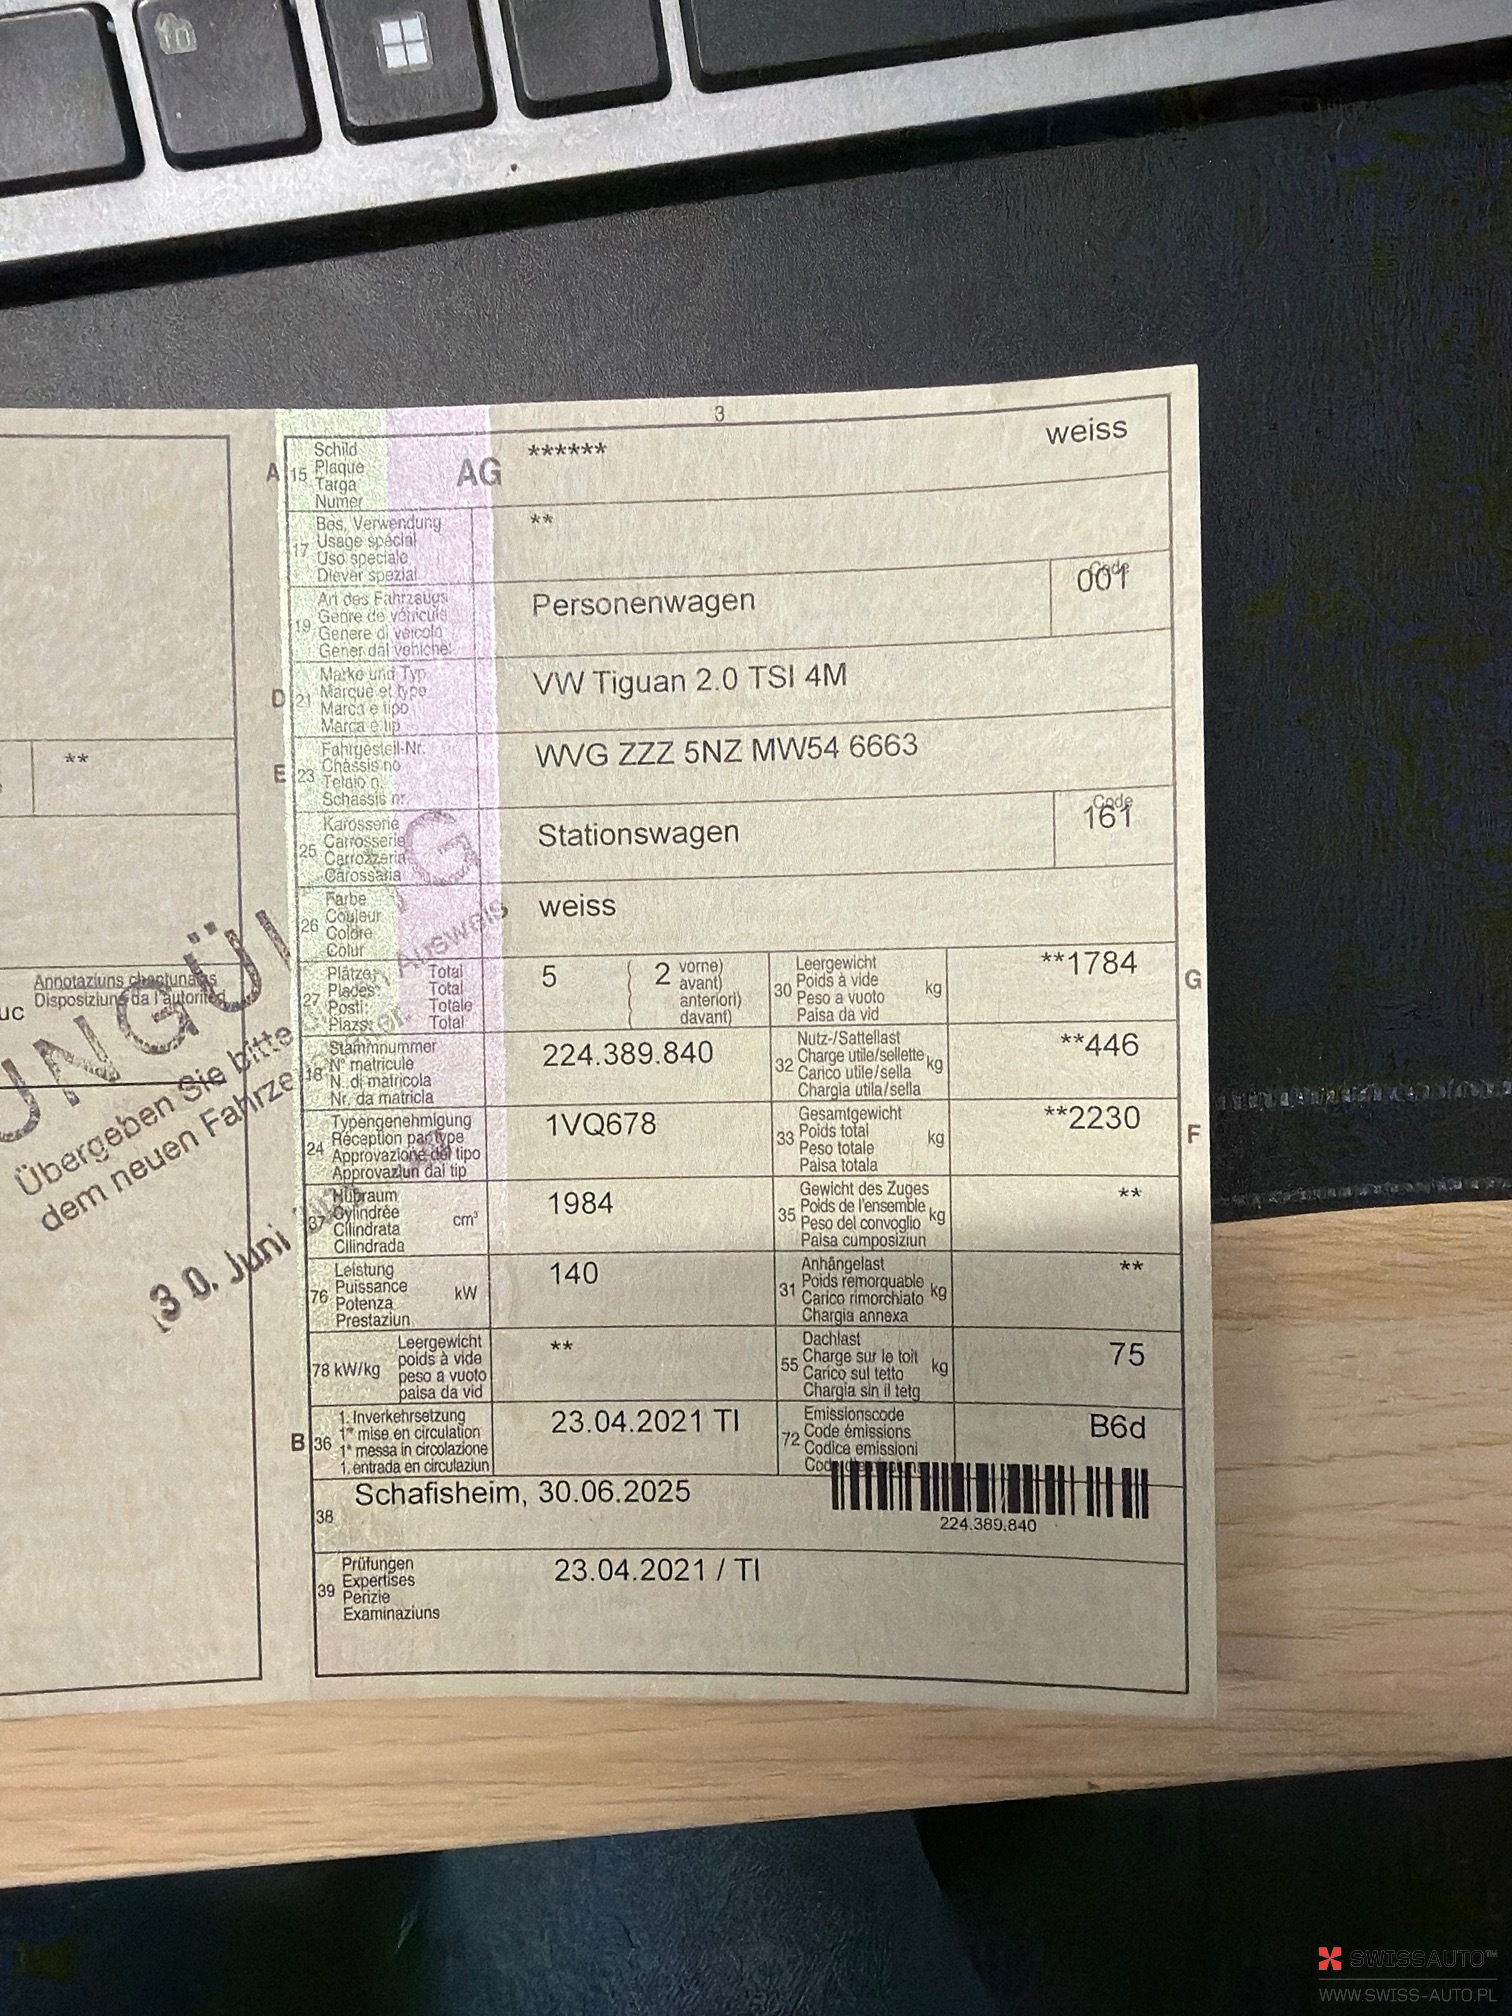 3
A 15 Schild
Plaque
Targa
Numer
AG ****** weiss
17 Bes. Verwendung
Usage spécial
Uso speciale
Diever spezial
**
19 Art des Fahrzeugs
Genre de véhicule
Genere di veicolo
Gener dal vehichel
Personenwagen
Code
001
D 21 Marke und Typ
Marque et type
Marca e tipo
Marca e tip
VW Tiguan 2.0 TSI 4M
E 23 Fahrgestell-Nr.
Châssis no
Telaio n.
Schassis nr.
WVG ZZZ 5NZ MW54 6663
25 Karosserie
Carrosserie
Carrozzeria
Carossaria
Stationswagen
Code
161
26 Farbe
Couleur
Colore
Colur
weiss
27 Plätze: Total
Places: Total
Posti: Totale
Plazs: Total
5 ( 2 vorne)
avant)
( anteriori)
davant)
30 Leergewicht
Poids à vide
Peso a vuoto
Paisa da vid
kg
**1784
G
18 Stammnummer
N° matricule
N. di matricola
Nr. da matricla
224.389.840
32 Nutz-/Sattellast
Charge utile/sellette
Carico utile/sella
Chargia utila/sella
kg
**446
24 Typengenehmigung
Réception par type
Approvazione del tipo
Approvaziun dal tip
1VQ678
33 Gesamtgewicht
Poids total
Peso totale
Paisa totala
kg
**2230
F
37 Hubraum
Cylindrée
Cilindrata
Cilindrada
cm³
1984
35 Gewicht des Zuges
Poids de l'ensemble
Peso del convoglio
Paisa cumposiziun
kg
**
76 Leistung
Puissance
Potenza
Prestaziun
kW
140
31 Anhängelast
Poids remorquable
Carico rimorchiato
Chargia annexa
kg
**
78 kW/kg Leergewicht
poids à vide
peso a vuoto
paisa da vid
**
55 Dachlast
Charge sur le toit
Carico sul tetto
Chargia sin il tetg
kg
75
B 36 1. Inverkehrsetzung
1re mise en circulation
1a messa in circolazione
1. entrada en circulaziun
23.04.2021 TI
72 Emissionscode
Code émissions
Codice emissioni
B6d
38 Schafisheim, 30.06.2025
224.389.840
39 Prüfungen
Expertises
Perizie
Examinaziuns
23.04.2021 / TI
**
Annotaziuns chantunalas
Disposiziuns da l'autoritad
uc
Übergeben Sie bitte
Ausweis
dem neuen
30. Juni
SWISSAUTO™
WWW.SWISS-AUTO.PL